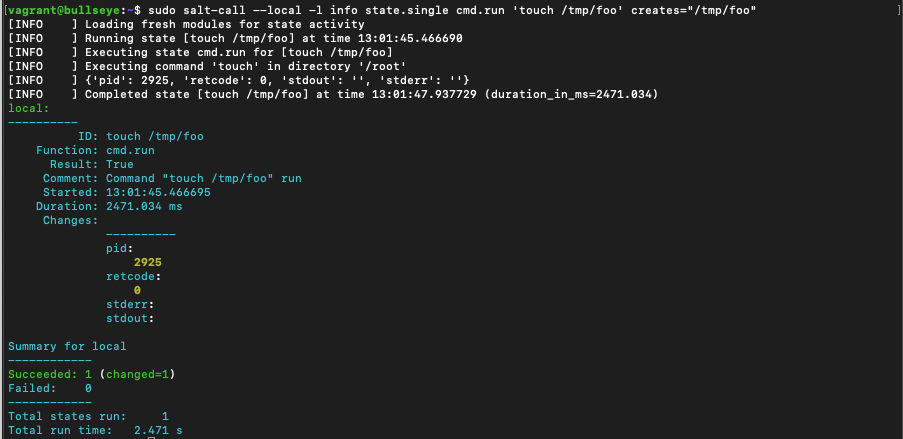 [vagrant@bullseye:~$ sudo salt-call --local -l info state.single cmd.run 'touch /tmp/foo' creates="/tmp/foo" ]
[INFO    ] Loading fresh modules for state activity
[INFO    ] Running state [touch /tmp/foo] at time 13:01:45.466690
[INFO    ] Executing state cmd.run for [touch /tmp/foo]
[INFO    ] Executing command 'touch' in directory '/root'
[INFO    ] {'pid': 2925, 'retcode': 0, 'stdout': '', 'stderr': ''}
[INFO    ] Completed state [touch /tmp/foo] at time 13:01:47.937729 (duration_in_ms=2471.034)
local:
----------
          ID: touch /tmp/foo
    Function: cmd.run
      Result: True
     Comment: Command "touch /tmp/foo" run
     Started: 13:01:45.466695
    Duration: 2471.034 ms
     Changes:
              ----------
              pid:
                  2925
              retcode:
                  0
              stderr:
              stdout:
Summary for local
------------
Succeeded: 1 (changed=1)
Failed:    0
------------
Total states run:     1
Total run time:   2.471 s